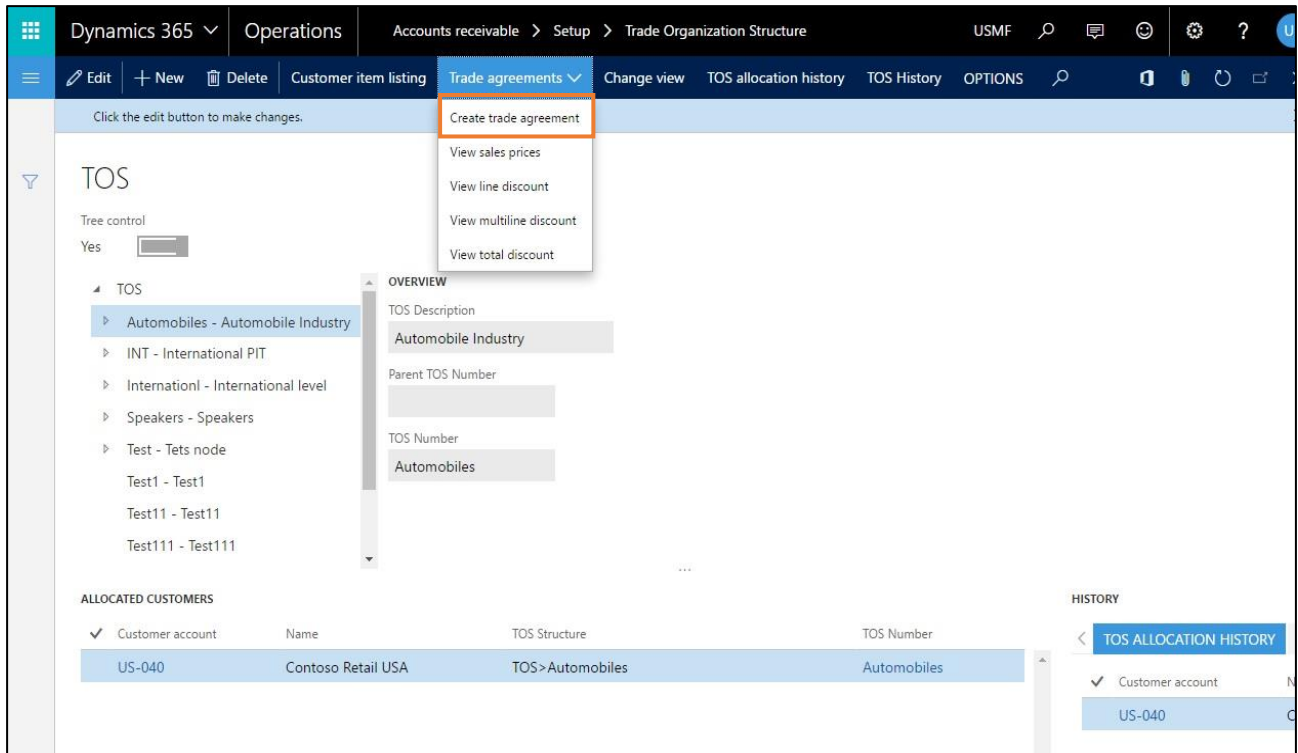 Dynamics 365 Operations Accounts receivable > Setup > Trade Organization Structure USMF ? U
Edit + New Delete Customer item listing Trade agreements Change view TOS allocation history TOS History OPTIONS
Click the edit button to make changes.
Create trade agreement
View sales prices
View line discount
View multiline discount
View total discount
TOS
Tree control
Yes
TOS
Automobiles - Automobile Industry
INT - International PIT
Internationl - International level
Speakers - Speakers
Test - Tets node
Test1 - Test1
Test11 - Test11
Test111 - Test111
OVERVIEW
TOS Description
Automobile Industry
Parent TOS Number
TOS Number
Automobiles
ALLOCATED CUSTOMERS
Customer account Name TOS Structure TOS Number
US-040 Contoso Retail USA TOS>Automobiles Automobiles
HISTORY
TOS ALLOCATION HISTORY
Customer account N
US-040 C